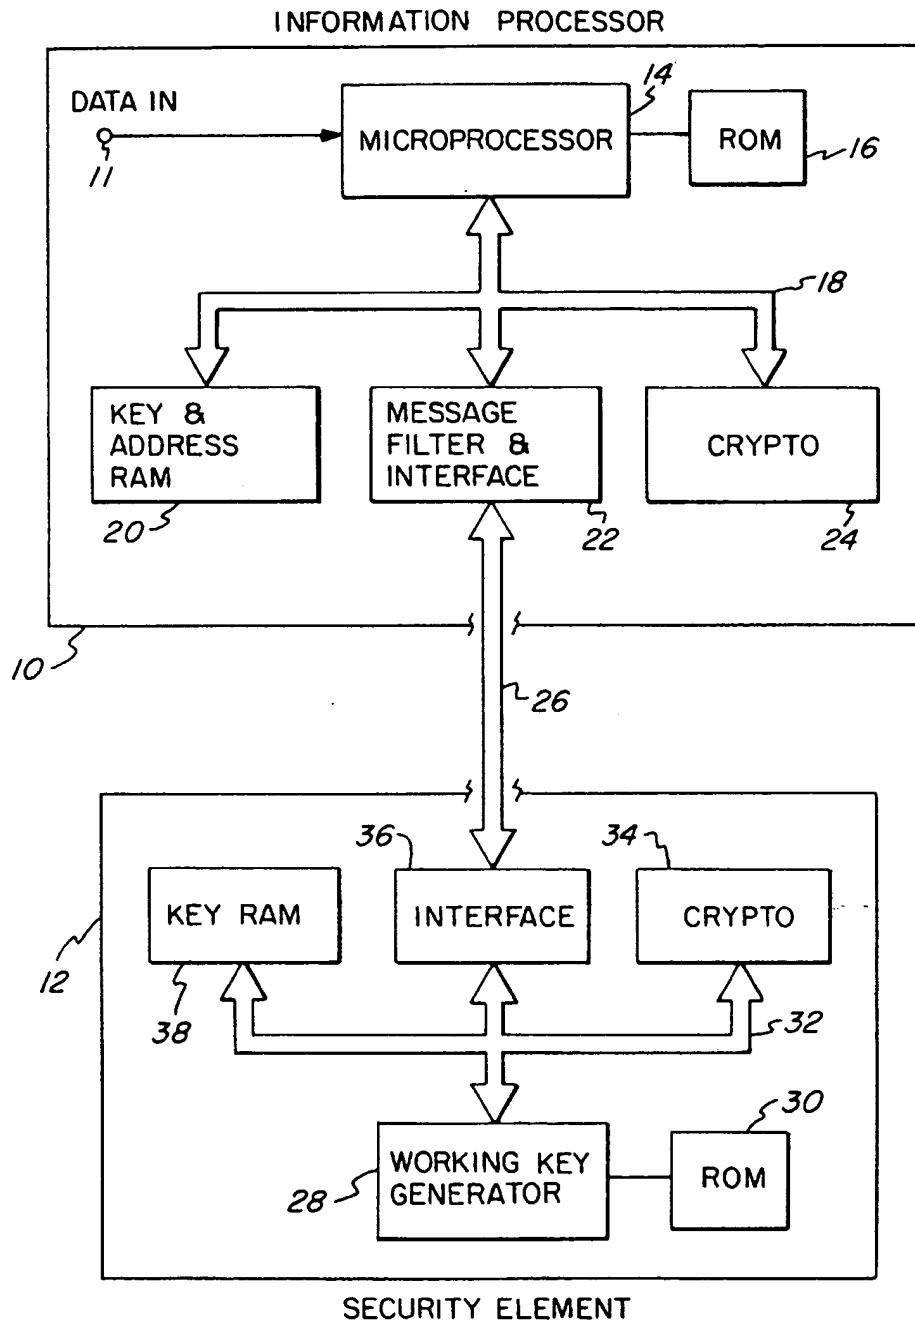 INFORMATION PROCESSOR
14
DATA IN
MICROPROCESSOR
ROM
16
11
18
KEY &
ADDRESS
RAM
MESSAGE
FILTER &
INTERFACE
CRYPTO
20
22
24
10
26
36
34
KEY RAM
INTERFACE
CRYPTO
12
38
32
30
WORKING KEY
GENERATOR
ROM
28
SECURITY ELEMENT